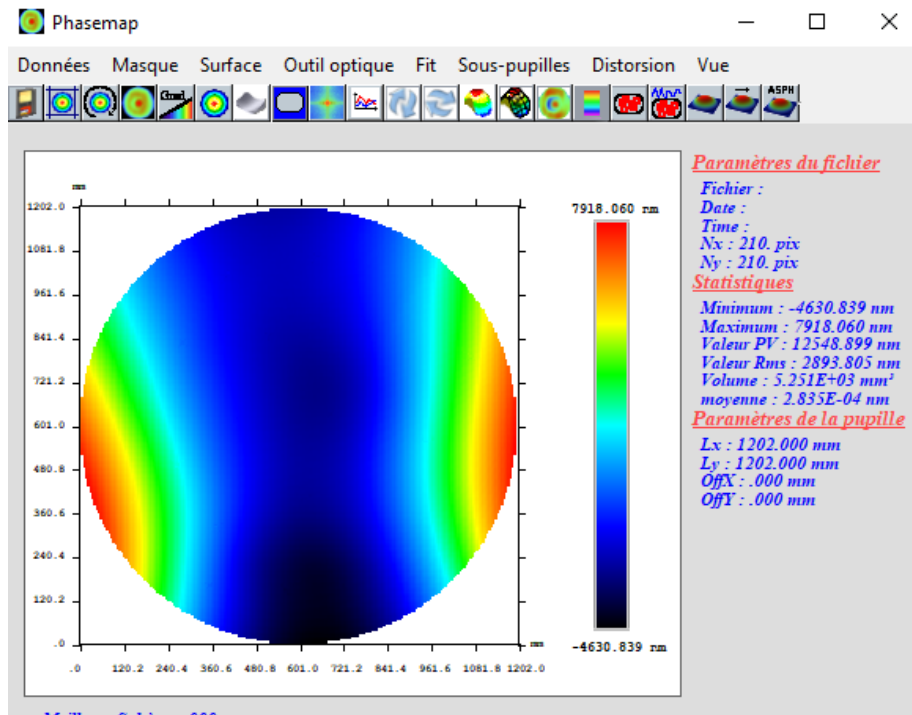 Phasemap
Données Masque Surface Outil optique Fit Sous-pupilles Distorsion Vue
Grad
ASPH
mm
1202.0
1081.8
961.6
841.4
721.2
601.0
480.8
360.6
240.4
120.2
.0
mm
.0 120.2 240.4 360.6 480.8 601.0 721.2 841.4 961.6 1081.8 1202.0
7918.060 nm
-4630.839 nm
Paramètres du fichier
Fichier :
Date :
Time :
Nx : 210. pix
Ny : 210. pix
Statistiques
Minimum : -4630.839 nm
Maximum : 7918.060 nm
Valeur PV : 12548.899 nm
Valeur Rms : 2893.805 nm
Volume : 5.251E+03 mm³
moyenne : 2.835E-04 nm
Paramètres de la pupille
Lx : 1202.000 mm
Ly : 1202.000 mm
OffX : .000 mm
OffY : .000 mm